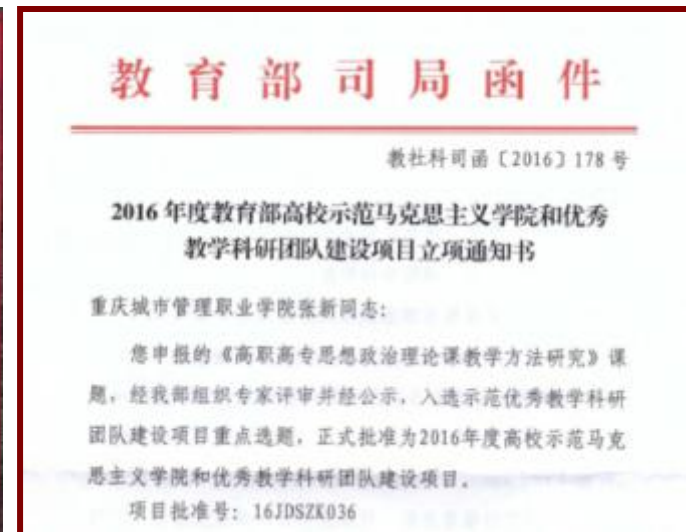 教育部司局函件
教社科司函〔2016〕178号
2016年度教育部高校示范马克思主义学院和优秀
教学科研团队建设项目立项通知书
重庆城市管理职业学院张新同志：
您申报的《高职高专思想政治理论课教学方法研究》课
题，经我部组织专家评审并经公示，入选示范优秀教学科研
团队建设项目重点选题，正式批准为2016年度高校示范马克
思主义学院和优秀教学科研团队建设项目。
项目批准号：16JDSZK036